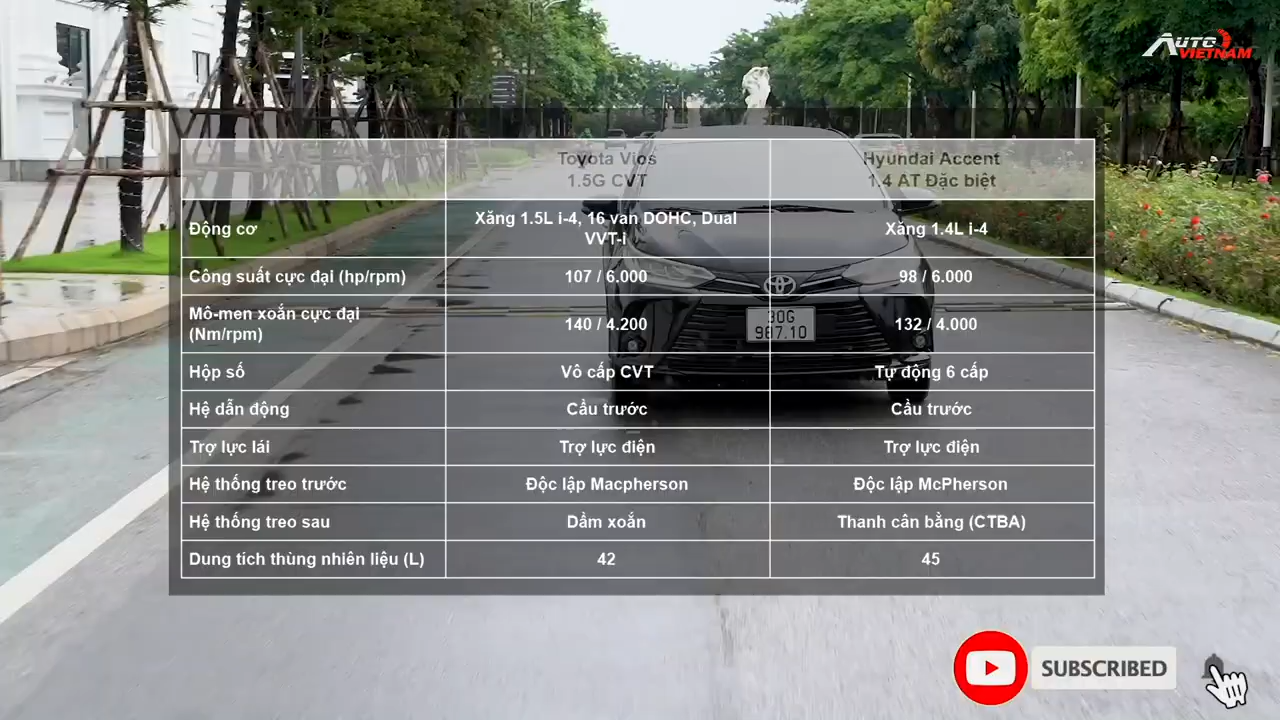 AUTO
VIETNAM
Toyota Vios
1.5G CVT
Hyundai Accent
1.4 AT Đặc biệt
Động cơ
Xăng 1.5L i-4, 16 van DOHC, Dual
VVT-i
Xăng 1.4L i-4
Công suất cực đại (hp/rpm)
107 / 6.000
98 / 6.000
Mô-men xoắn cực đại
(Nm/rpm)
140 / 4.200
132 / 4.000
Hộp số
Vô cấp CVT
Tự động 6 cấp
Hệ dẫn động
Cầu trước
Cầu trước
Trợ lực lái
Trợ lực điện
Trợ lực điện
Hệ thống treo trước
Độc lập Macpherson
Độc lập McPherson
Hệ thống treo sau
Dầm xoắn
Thanh cân bằng (CTBA)
Dung tích thùng nhiên liệu (L)
42
45
30G
987.10
SUBSCRIBED